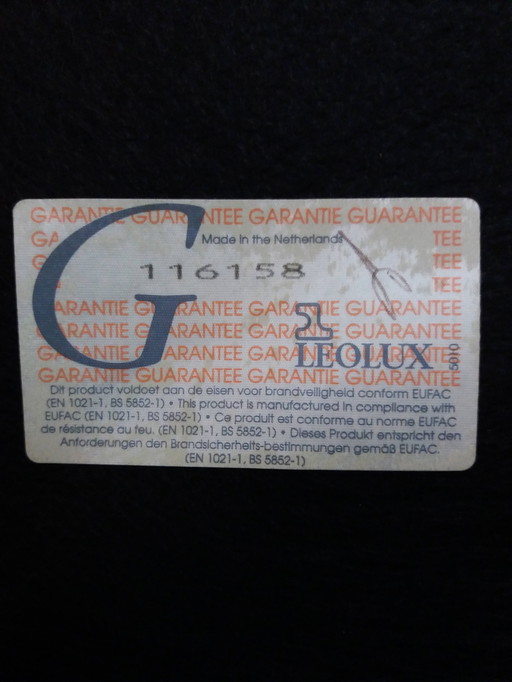 GARANTIE GUARANTEE GARANTIE GUARANTEE
GA Made in the Netherlands TEE
G TEE
116158 TEE
GARANTIE GUARANTEE GARANTIE GUARANTEE
GARANTIE GUARANTEE GARANTIE GUARANTEE
GARANTIE GUARANTEE GARANTIE GUARANTEE
GARANTIE GUARANTEE GARANTIE GUARANTEE
G
LEOLUX
5010
Dit product voldoet aan de eisen voor brandveiligheid conform EUFAC
(EN 1021-1, BS 5852-1) • This product is manufactured in compliance with
EUFAC (EN 1021-1, BS 5852-1) • Ce produit est conforme au norme EUFAC
de résistance au feu. (EN 1021-1, BS 5852-1) • Dieses Produkt entspricht den
Anforderungen den Brandsicherheits-bestimmungen gemäß EUFAC.
(EN 1021-1, BS 5852-1)